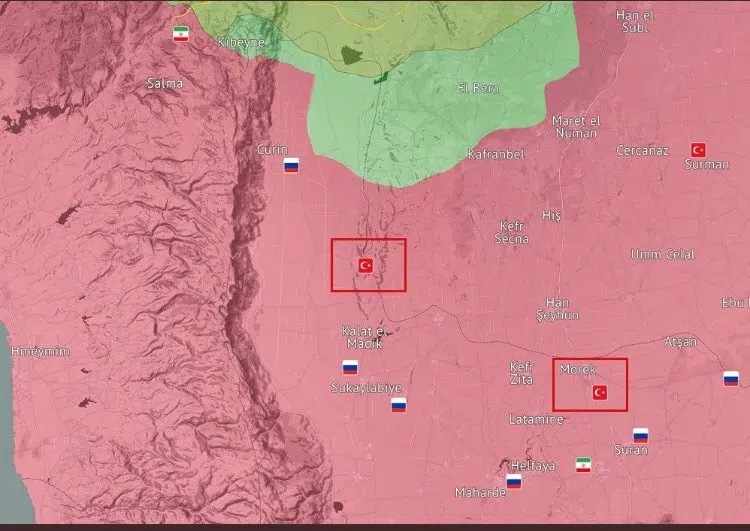 Han el
Subl
Kibeyne
Salma
El Bera
Maret el
Numan
Curin
Kafranbel
Cercanaz
Surman
Hiş
Kefr
Secna
Umm Celal
Han
Şeyhun
Ebu
Kalat el
Madik
Hmeymim
Atşan
Kefr
Zita
Morek
Sukaylabiye
Latamine
Suran
Helfaya
Maharde